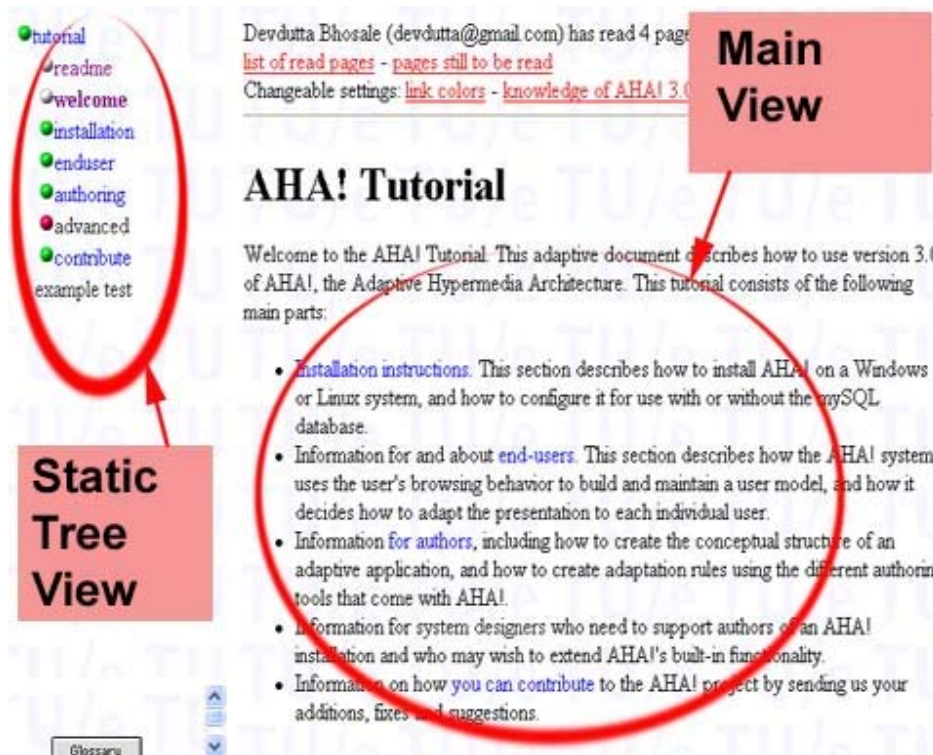 tutorial
readme
welcome
installation
enduser
authoring
advanced
contribute
example test
Static
Tree
View
Glossary
Devdutta Bhosale (devdutta@gmail.com) has read 4 page
list of read pages - pages still to be read
Changeable settings: link colors - knowledge of AHA! 3.0
Main
View
AHA! Tutorial
Welcome to the AHA! Tutorial. This adaptive document describes how to use version 3.0
of AHA!, the Adaptive Hypermedia Architecture. This tutorial consists of the following
main parts:
• Installation instructions. This section describes how to install AHA! on a Windows
or Linux system, and how to configure it for use with or without the mySQL
database.
• Information for and about end-users. This section describes how the AHA! system
uses the user's browsing behavior to build and maintain a user model, and how it
decides how to adapt the presentation to each individual user.
• Information for authors, including how to create the conceptual structure of an
adaptive application, and how to create adaptation rules using the different authorin
tools that come with AHA!.
• Information for system designers who need to support authors of an AHA!
installation and who may wish to extend AHA!'s built-in functionality.
• Information on how you can contribute to the AHA! project by sending us your
additions, fixes and suggestions.